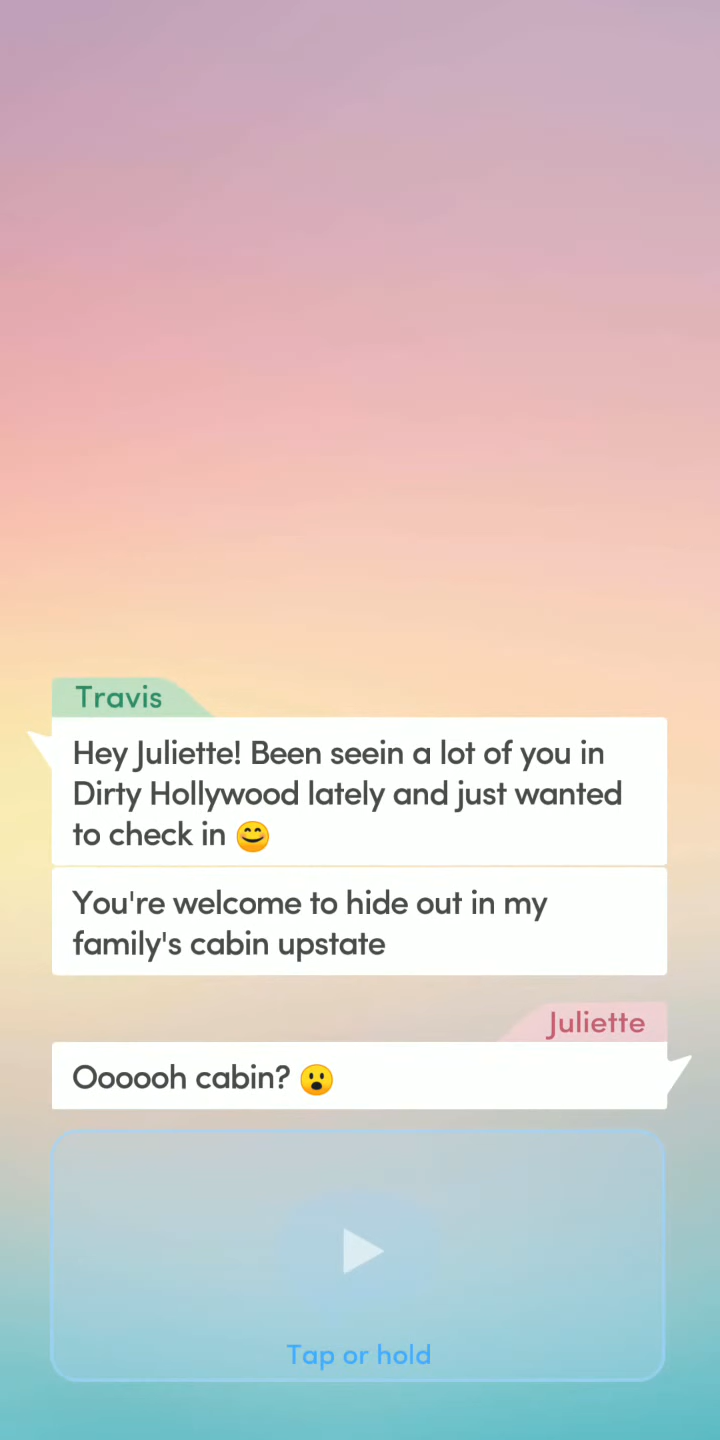 Travis
Hey Juliette! Been seein a lot of you in
Dirty Hollywood lately and just wanted
to check in 😊
You're welcome to hide out in my
family's cabin upstate
Juliette
Oooooh cabin? 😮
Tap or hold